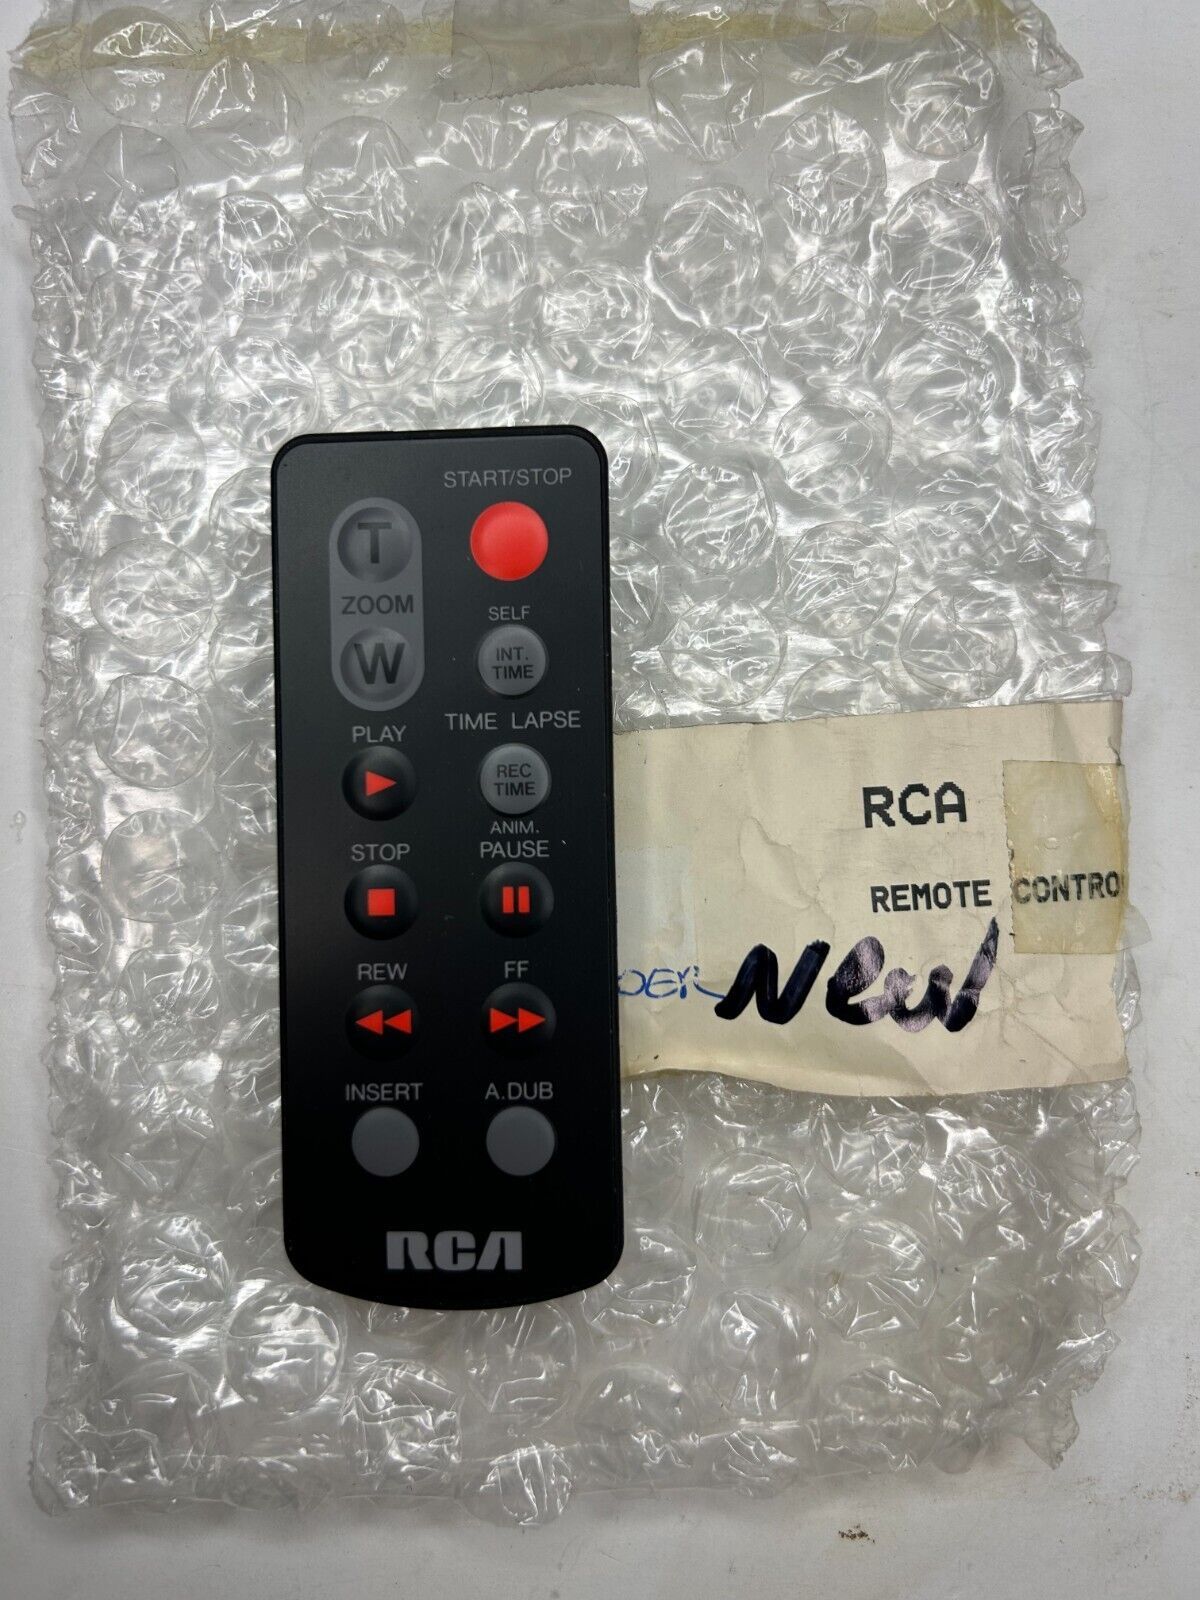 START/STOP
T
ZOOM
W
SELF
INT.
TIME
PLAY
TIME LAPSE
REC
TIME
STOP
ANIM.
PAUSE
REW
FF
INSERT
A.DUB
RCA
RCA
REMOTE CONTRO
New